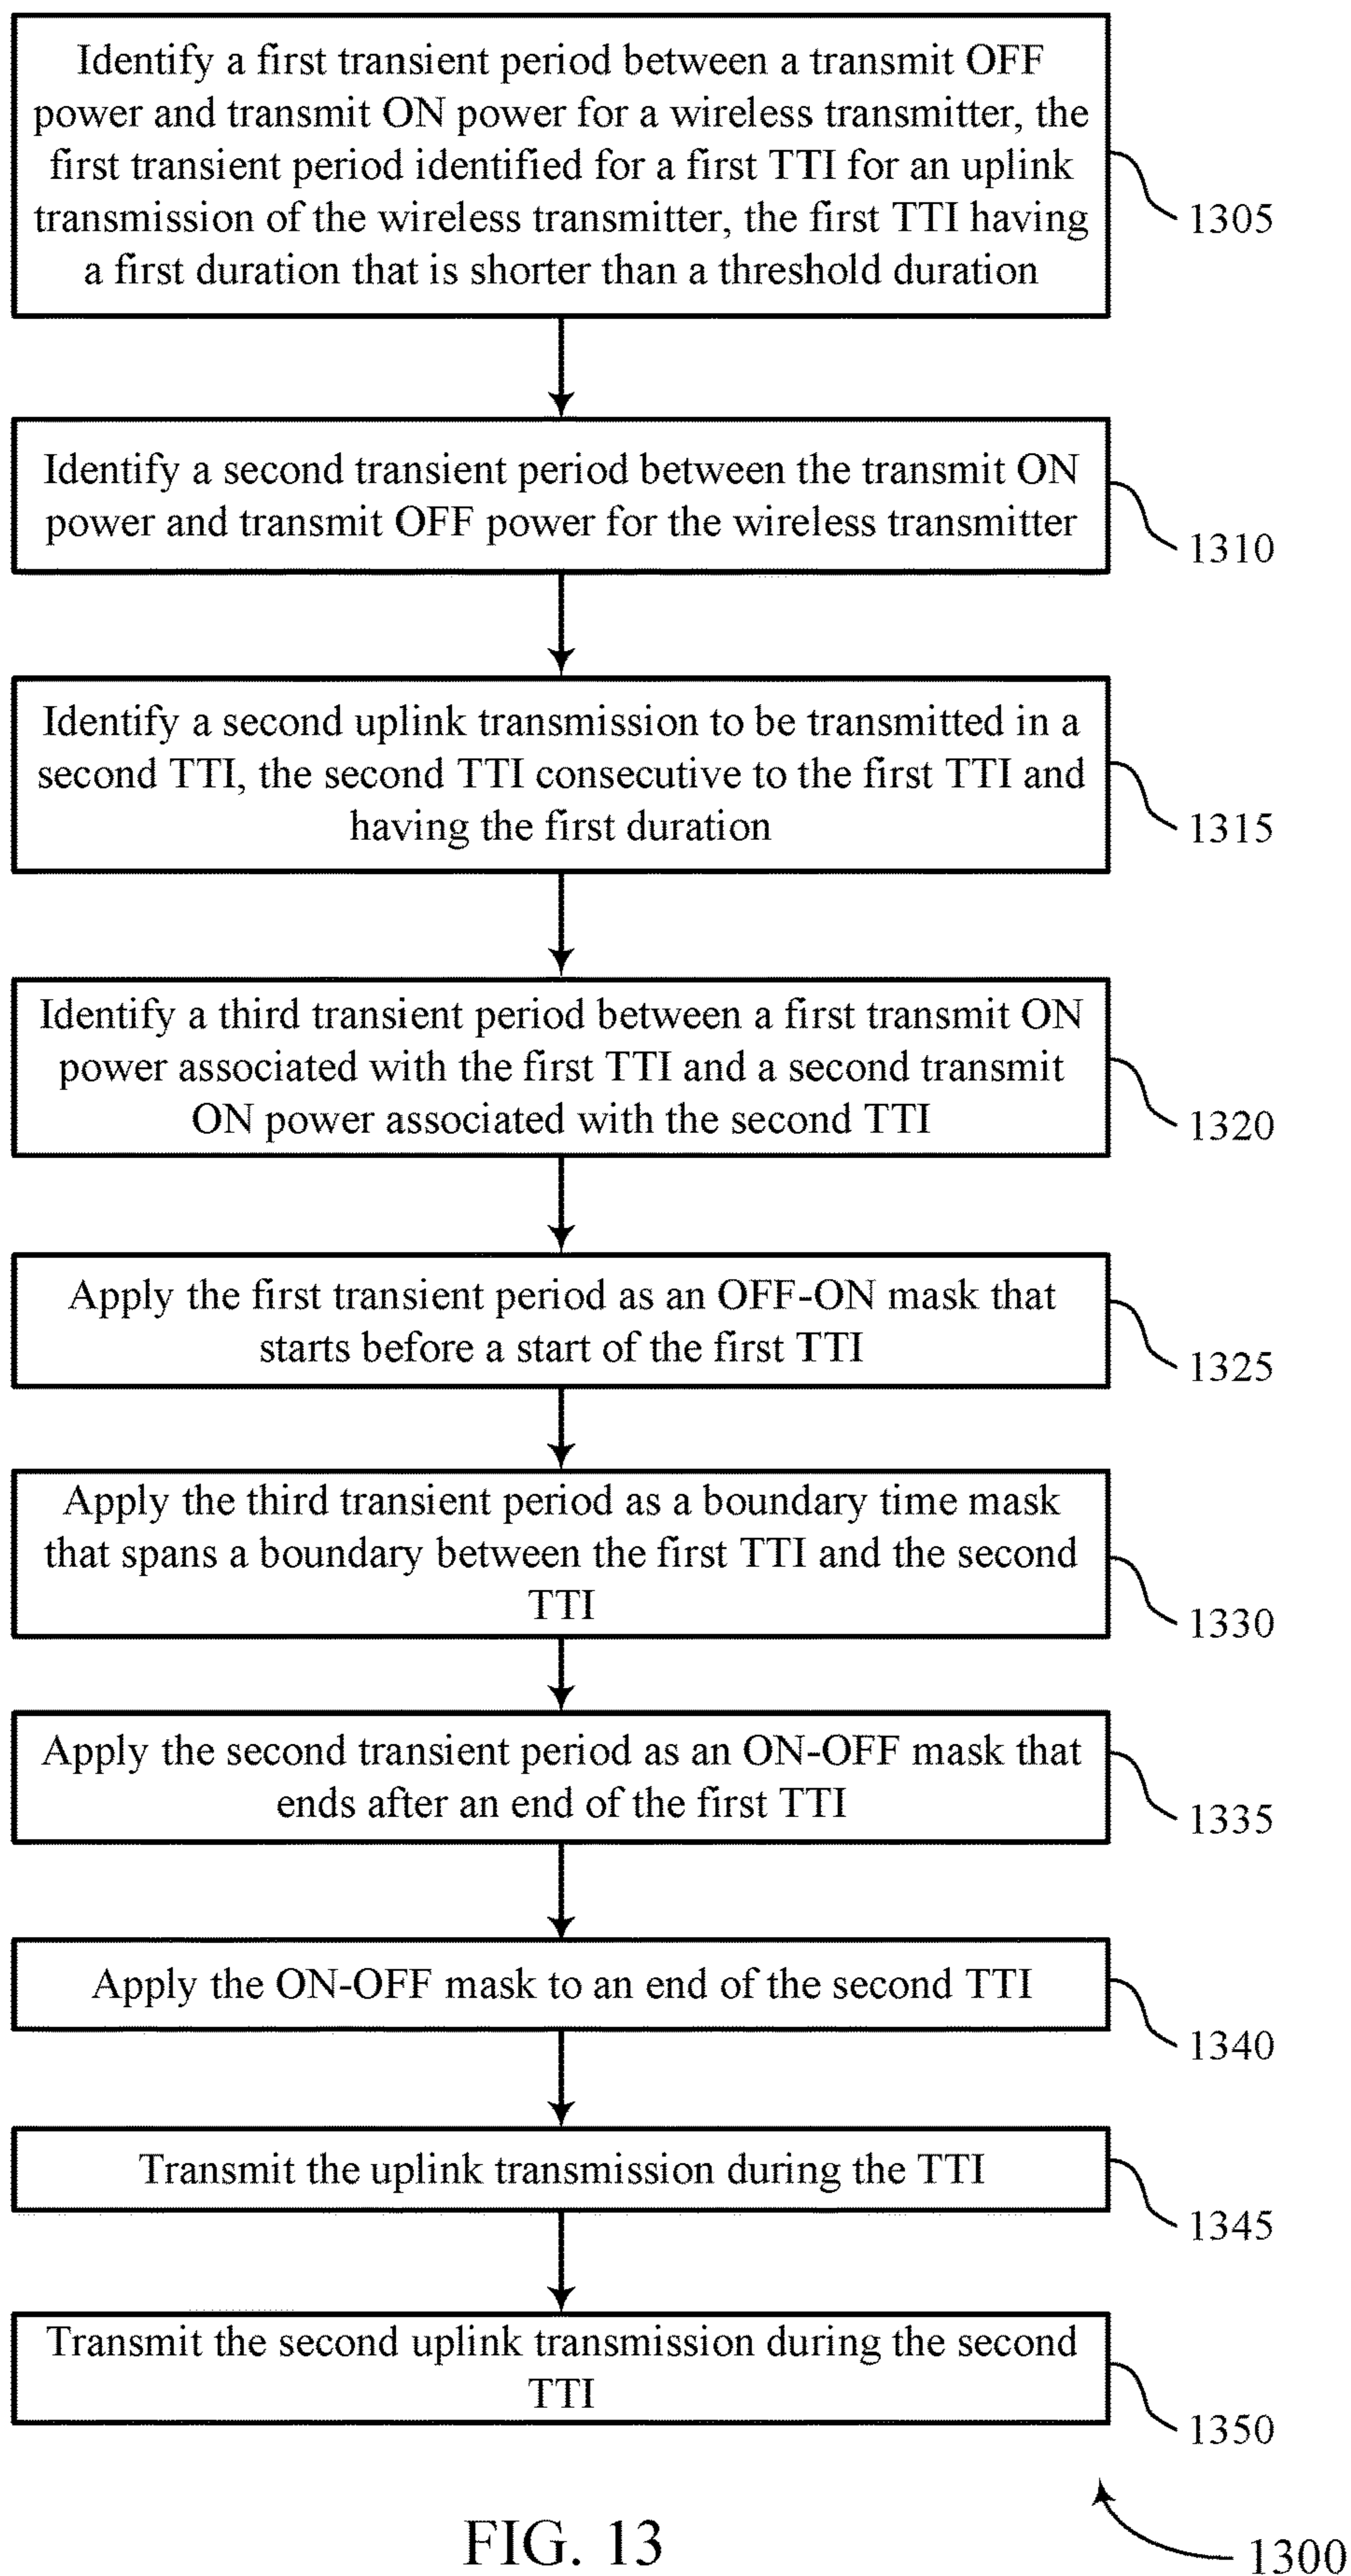 Identify a first transient period between a transmit OFF
power and transmit ON power for a wireless transmitter, the
first transient period identified for a first TTI for an uplink
transmission of the wireless transmitter, the first TTI having
a first duration that is shorter than a threshold duration
1305
Identify a second transient period between the transmit ON
power and transmit OFF power for the wireless transmitter
1310
Identify a second uplink transmission to be transmitted in a
second TTI, the second TTI consecutive to the first TTI and
having the first duration
1315
Identify a third transient period between a first transmit ON
power associated with the first TTI and a second transmit
ON power associated with the second TTI
1320
Apply the first transient period as an OFF-ON mask that
starts before a start of the first TTI
1325
Apply the third transient period as a boundary time mask
that spans a boundary between the first TTI and the second
TTI
1330
Apply the second transient period as an ON-OFF mask that
ends after an end of the first TTI
1335
Apply the ON-OFF mask to an end of the second TTI
1340
Transmit the uplink transmission during the TTI
1345
Transmit the second uplink transmission during the second
TTI
1350
FIG. 13
1300